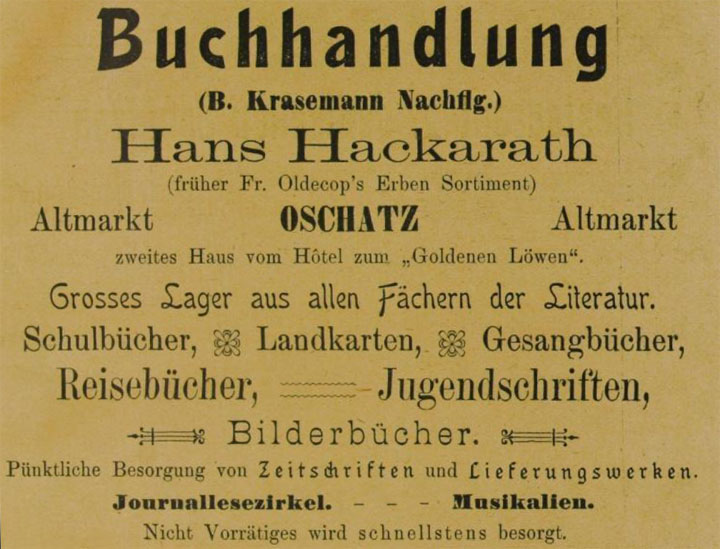 Buchhandlung
(B. Krasemann Nachflg.)
Hans Hackarath
(früher Fr. Oldecop's Erben Sortiment)
Altmarkt OSCHATZ Altmarkt
zweites Haus vom Hôtel zum „Goldenen Löwen“.
Grosses Lager aus allen Fächern der Literatur.
Schulbücher, Landkarten, Gesangbücher,
Reisebücher, Jugendschriften,
Bilderbücher.
Pünktliche Besorgung von Zeitschriften und Lieferungswerken.
Journallesezirkel. - - - Musikalien.
Nicht Vorrätiges wird schnellstens besorgt.